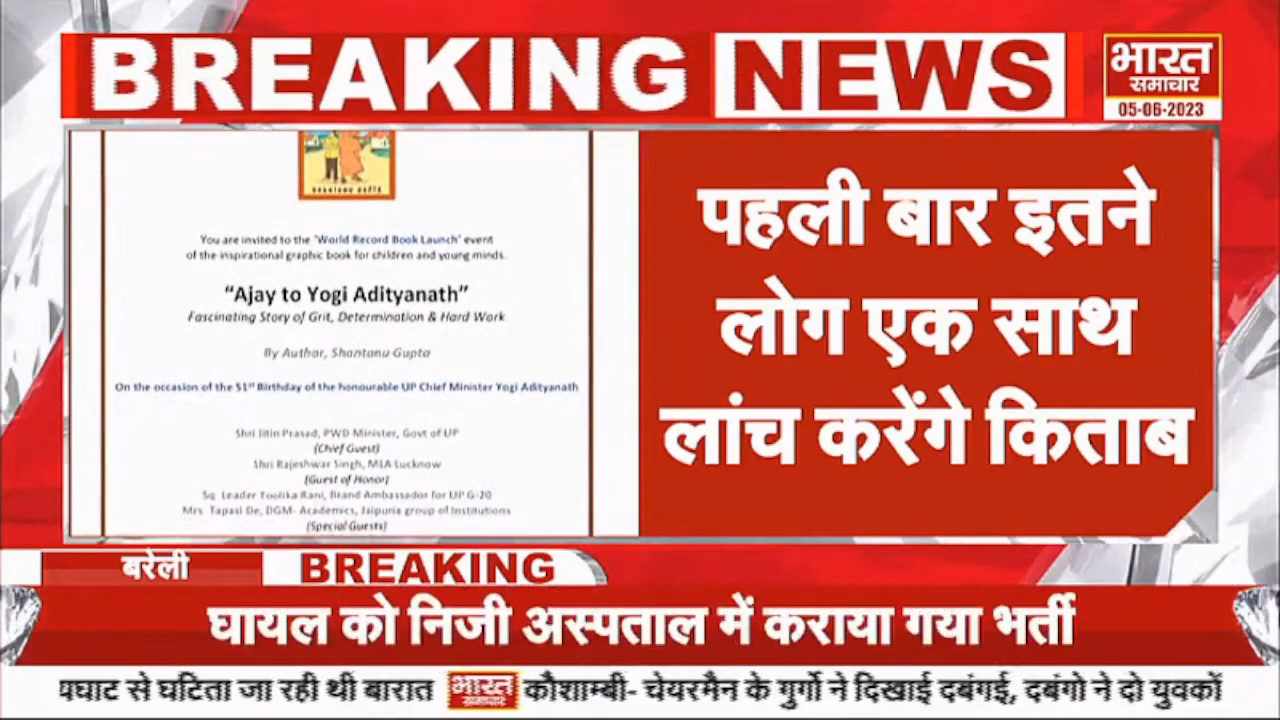 BREAKING NEWS
भारत
समाचार
05-06-2023
You are invited to the 'World Record Book Launch' event
of the inspirational graphic book for children and young minds.
“Ajay to Yogi Adityanath”
Fascinating Story of Grit, Determination & Hard Work
By Author, Shantanu Gupta
On the occasion of the 51st Birthday of the honourable UP Chief Minister Yogi Adityanath
Shri Jitin Prasad, PWD Minister, Govt of UP
(Chief Guest)
Shri Rajeshwar Singh, MLA Lucknow
(Guest of Honor)
Sq. Leader Toolika Rani, Brand Ambassador for UP G-20
Mrs. Tapasi De, DGM- Academics, Jaipuria group of Institutions
(Special Guests)
पहली बार इतने
लोग एक साथ
लांच करेंगे किताब
बरेली
BREAKING
घायल को निजी अस्पताल में कराया गया भर्ती
पघाट से घटिता जा रही थी बारात भारत समाचार कौशाम्बी- चेयरमैन के गुर्गो ने दिखाई दबंगई, दबंगो ने दो युवकों